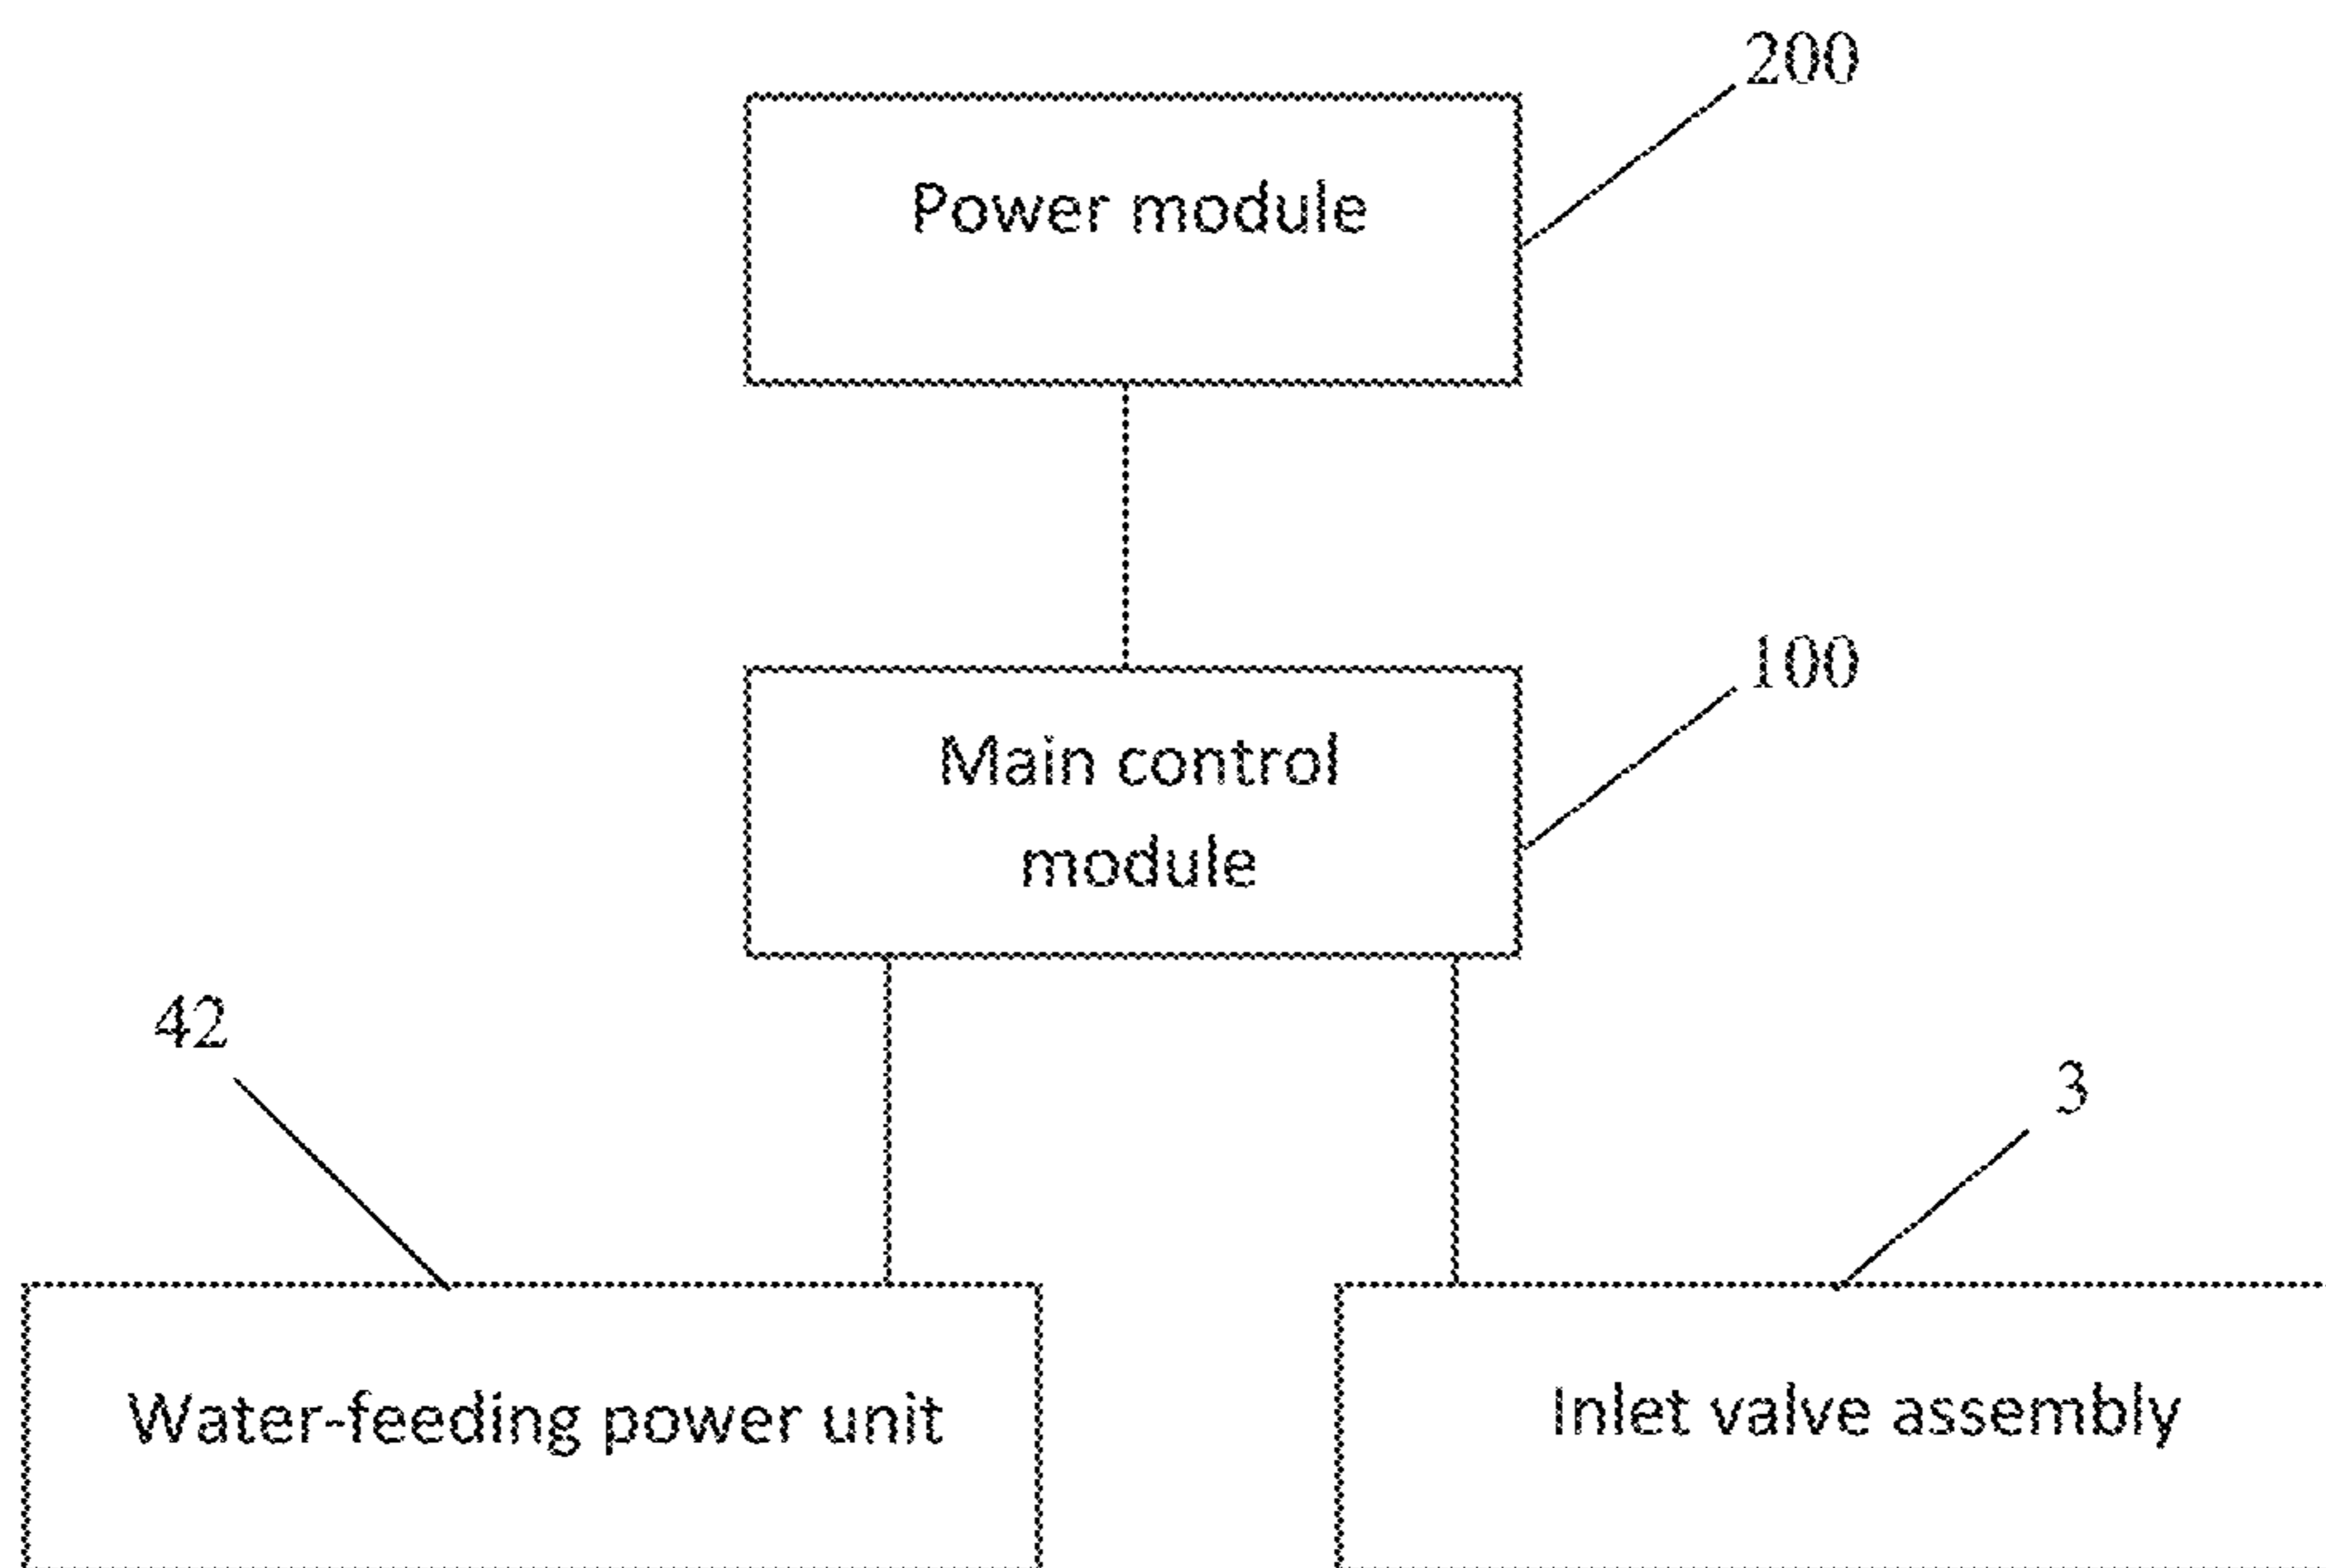 200
Power module
100
Main control
module
42
3
Water-feeding power unit
Inlet valve assembly